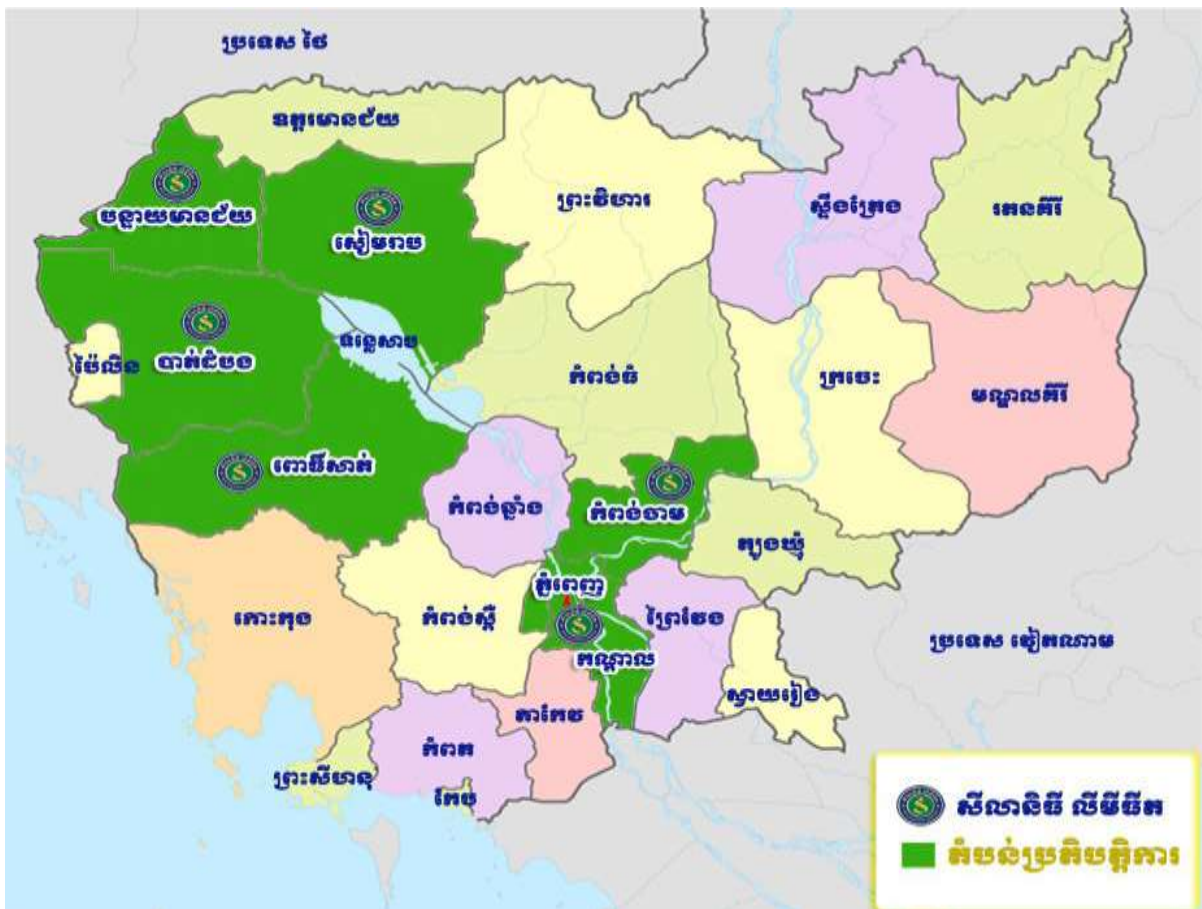 ប្រទេស ថៃ
ឧត្តរមានជ័យ
បន្ទាយមានជ័យ
សៀមរាប
ព្រះវិហារ
ស្ទឹងត្រែង
រតនគីរី
ប៉ៃលិន
បាត់ដំបង
ទន្លេសាប
កំពង់ធំ
ក្រចេះ
មណ្ឌលគីរី
ពោធិ៍សាត់
កំពង់ឆ្នាំង
កំពង់ចាម
ត្បូងឃ្មុំ
ភ្នំពេញ
កោះកុង
កំពង់ស្ពឺ
ព្រៃវែង
កណ្តាល
ប្រទេស វៀតណាម
ស្វាយរៀង
តាកែវ
កំពត
ព្រះសីហនុ
កែប
សីលានិធី លីមីធីត
តំបន់ប្រតិបត្តិការ